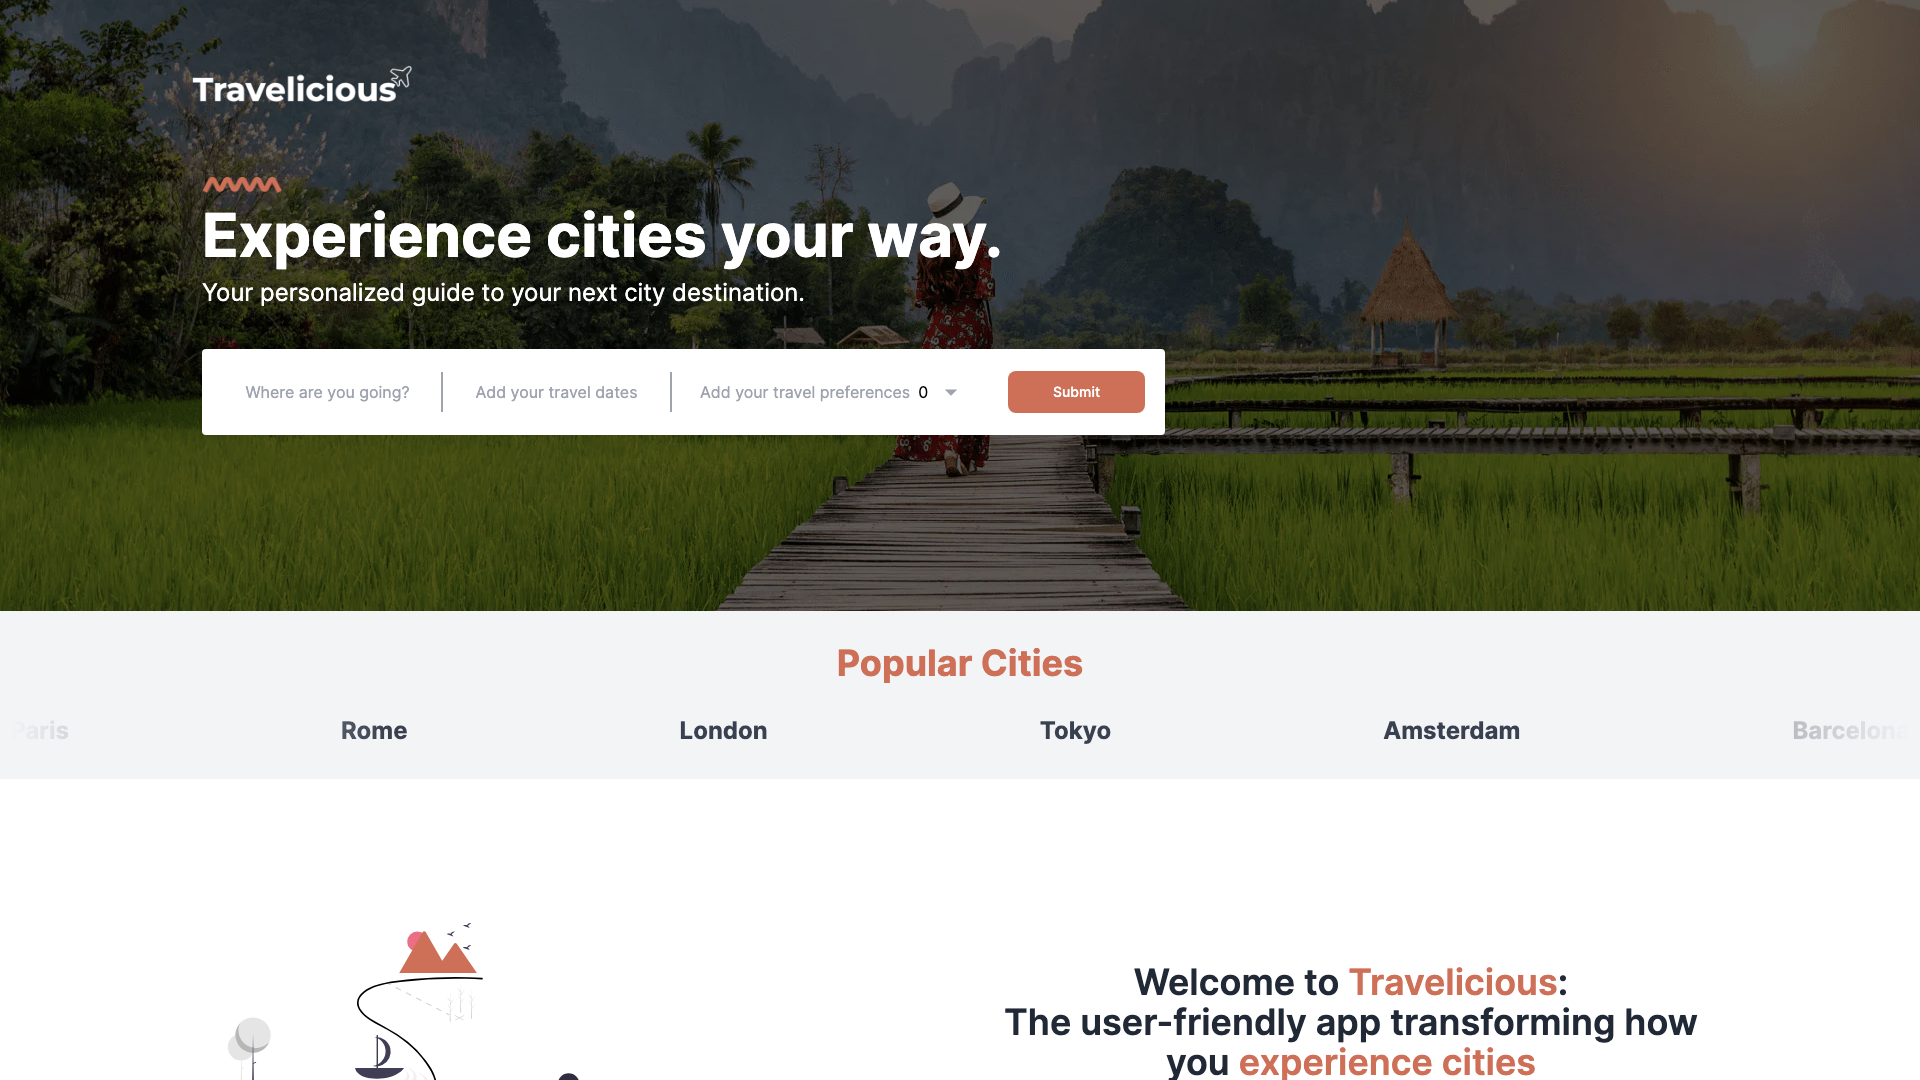 Travelicious
Experience cities your way.
Your personalized guide to your next city destination.
Where are you going? Add your travel dates Add your travel preferences 0 Submit
Popular Cities
Paris Rome London Tokyo Amsterdam Barcelona
Welcome to Travelicious:
The user-friendly app transforming how
you experience cities